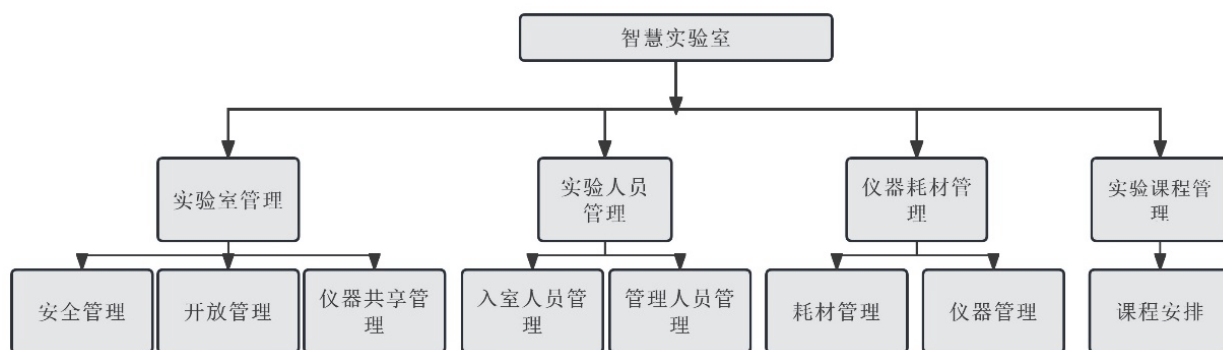 智慧实验室
实验室管理
实验人员
管理
仪器耗材管
理
实验课程管
理
安全管理
开放管理
仪器共享管
理
入室人员管
理
管理人员管
理
耗材管理
仪器管理
课程安排